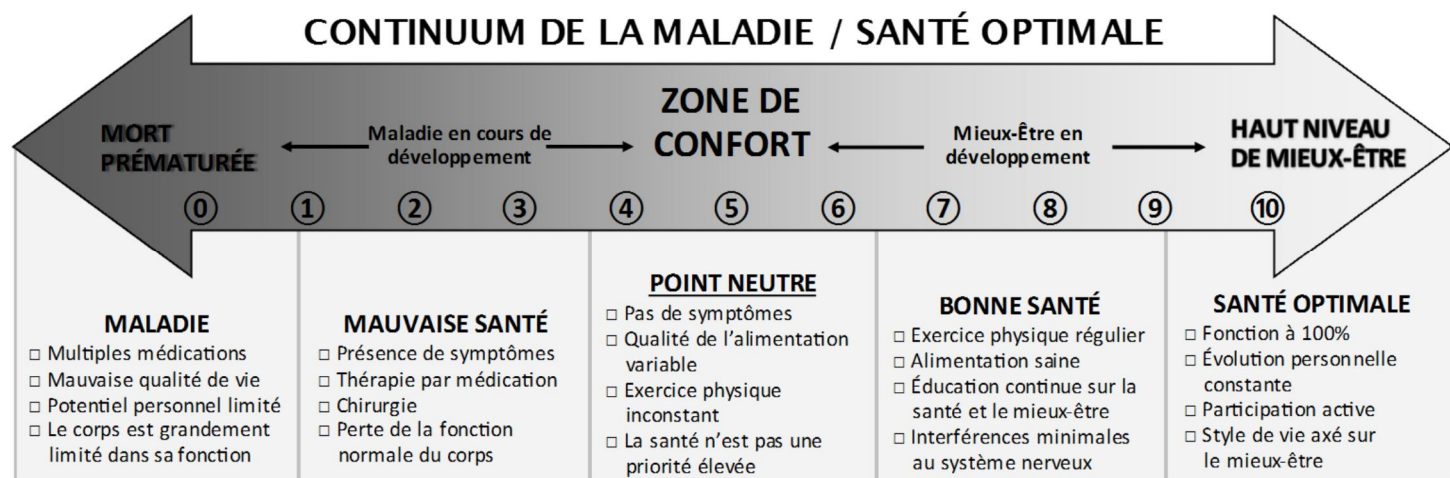 CONTINUUM DE LA MALADIE / SANTÉ OPTIMALE
MORT
PRÉMATURÉE
Maladie en cours de
développement
ZONE DE
CONFORT
Mieux-Être en
développement
HAUT NIVEAU
DE MIEUX-ÊTRE
0 1 2 3 4 5 6 7 8 9 10
MALADIE
□ Multiples médications
□ Mauvaise qualité de vie
□ Potentiel personnel limité
□ Le corps est grandement
limité dans sa fonction
MAUVAISE SANTÉ
□ Présence de symptômes
□ Thérapie par médication
□ Chirurgie
□ Perte de la fonction
normale du corps
POINT NEUTRE
□ Pas de symptômes
□ Qualité de l’alimentation
variable
□ Exercice physique
inconstant
□ La santé n’est pas une
priorité élevée
BONNE SANTÉ
□ Exercice physique régulier
□ Alimentation saine
□ Éducation continue sur la
santé et le mieux-être
□ Interférences minimales
au système nerveux
SANTÉ OPTIMALE
□ Fonction à 100%
□ Évolution personnelle
constante
□ Participation active
□ Style de vie axé sur
le mieux-être